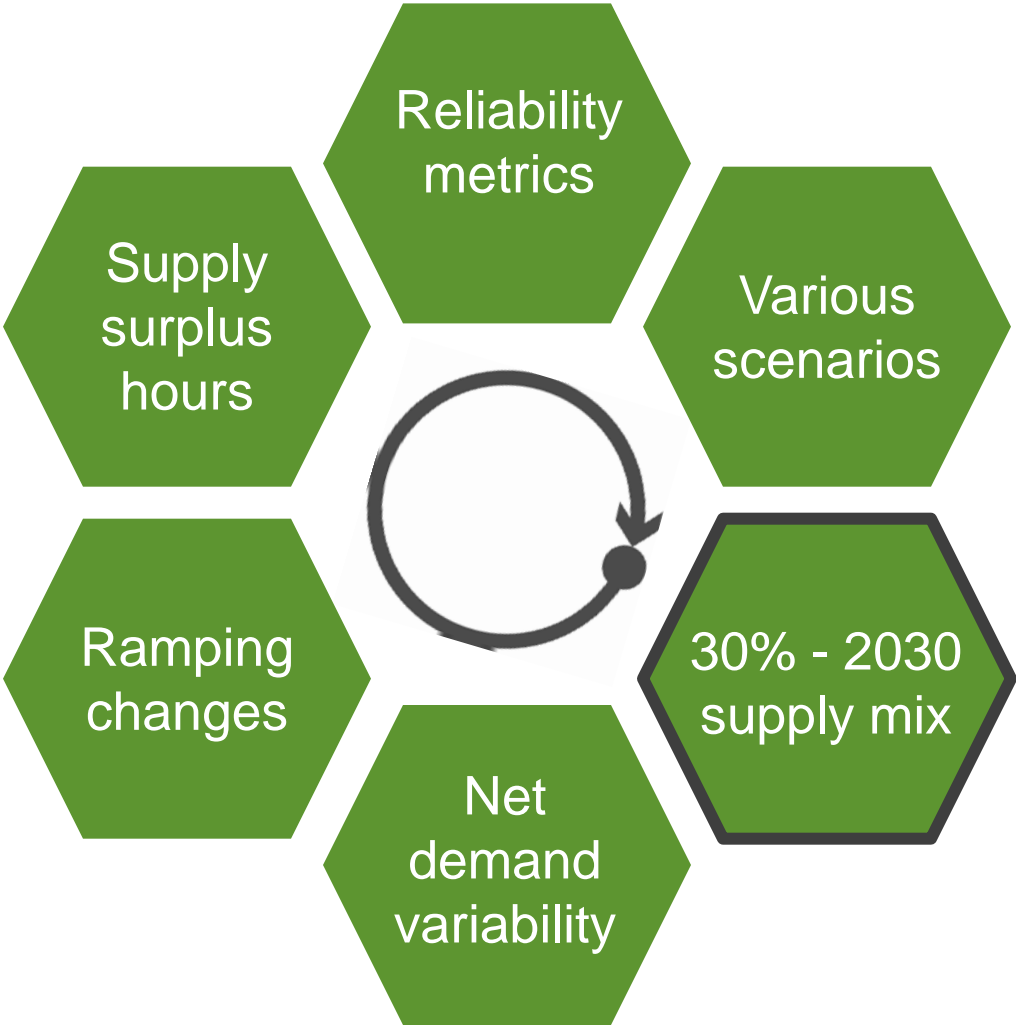 Reliability
metrics
Supply
surplus
hours
Various
scenarios
Ramping
changes
30% - 2030
supply mix
Net
demand
variability